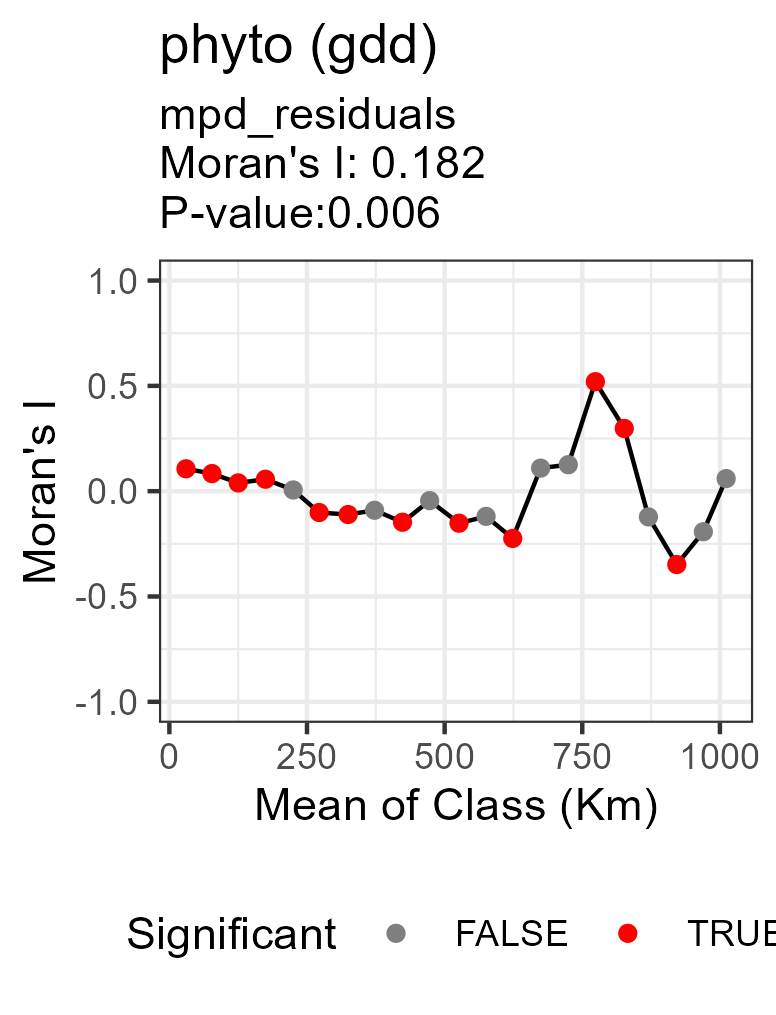 phyto (gdd)
mpd_residuals
Moran's I: 0.182
P-value:0.006
Moran's I
1.0
0.5
0.0
-0.5
-1.0
0 250 500 750 1000
Mean of Class (Km)
Significant FALSE TRUE